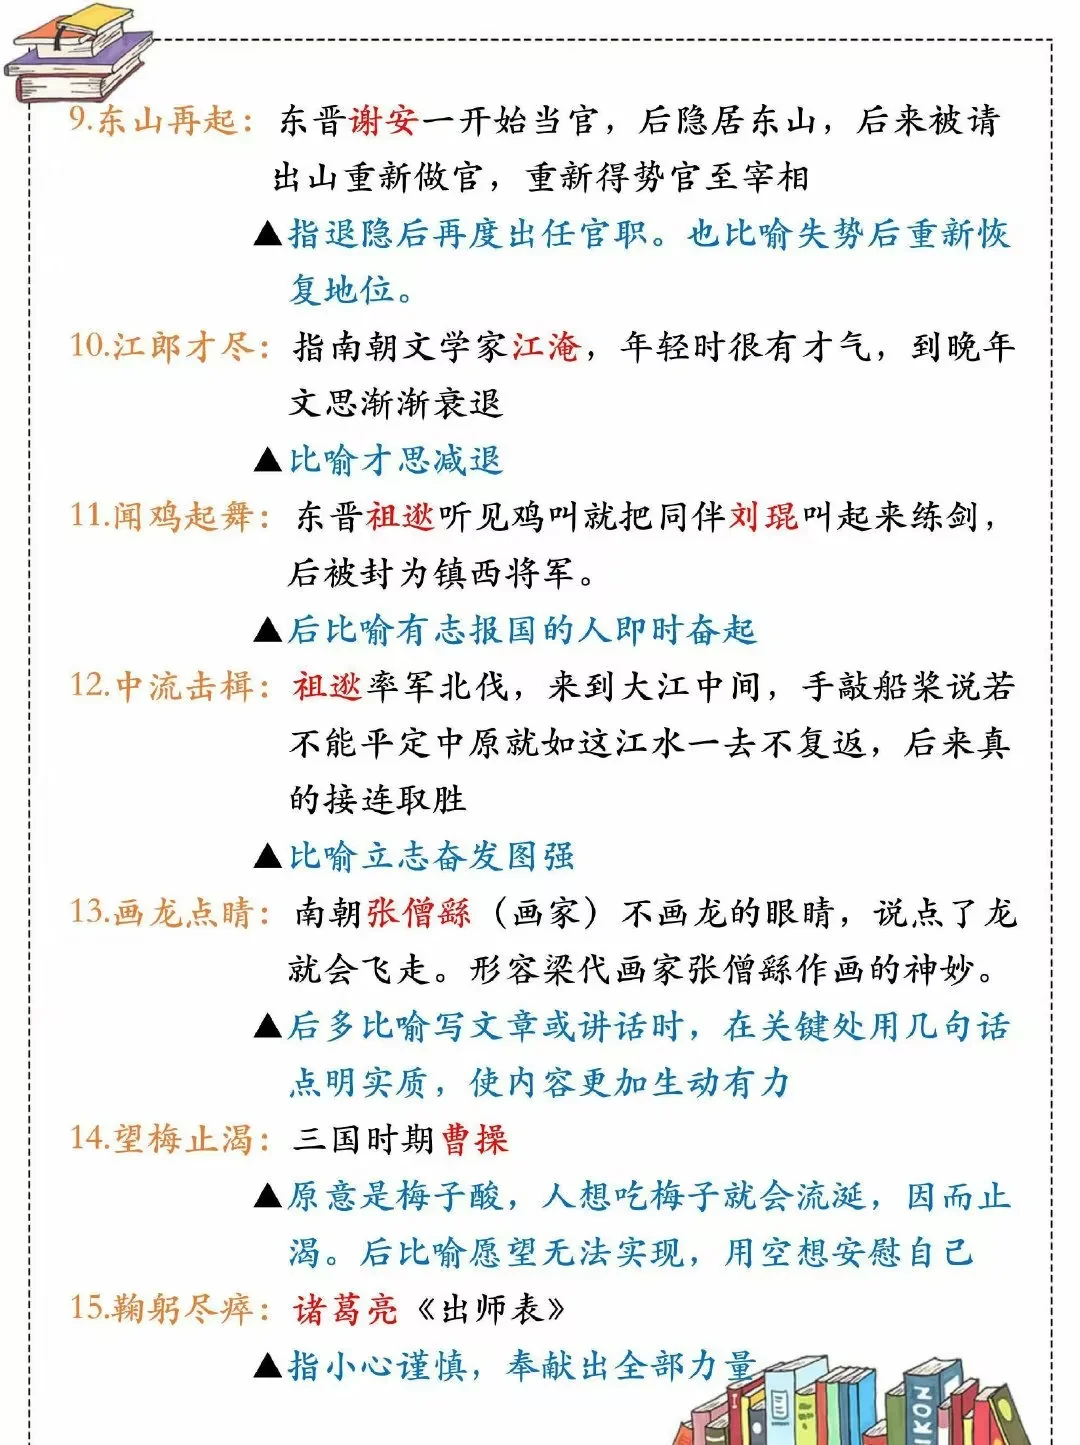 9.东山再起：东晋谢安一开始当官，后隐居东山，后来被请
出山重新做官，重新得势官至宰相
▲指退隐后再度出任官职。也比喻失势后重新恢
复地位。
10.江郎才尽：指南朝文学家江淹，年轻时很有才气，到晚年
文思渐渐衰退
▲比喻才思减退
11.闻鸡起舞：东晋祖逖听见鸡叫就把同伴刘琨叫起来练剑，
后被封为镇西将军。
▲后比喻有志报国的人即时奋起
12.中流击楫：祖逖率军北伐，来到大江中间，手敲船桨说若
不能平定中原就如这江水一去不复返，后来真
的接连取胜
▲比喻立志奋发图强
13.画龙点睛：南朝张僧繇（画家）不画龙的眼睛，说点了龙
就会飞走。形容梁代画家张僧繇作画的神妙。
▲后多比喻写文章或讲话时，在关键处用几句话
点明实质，使内容更加生动有力
14.望梅止渴：三国时期曹操
▲原意是梅子酸，人想吃梅子就会流涎，因而止
渴。后比喻愿望无法实现，用空想安慰自己
15.鞠躬尽瘁：诸葛亮《出师表》
▲指小心谨慎，奉献出全部力量
IKON